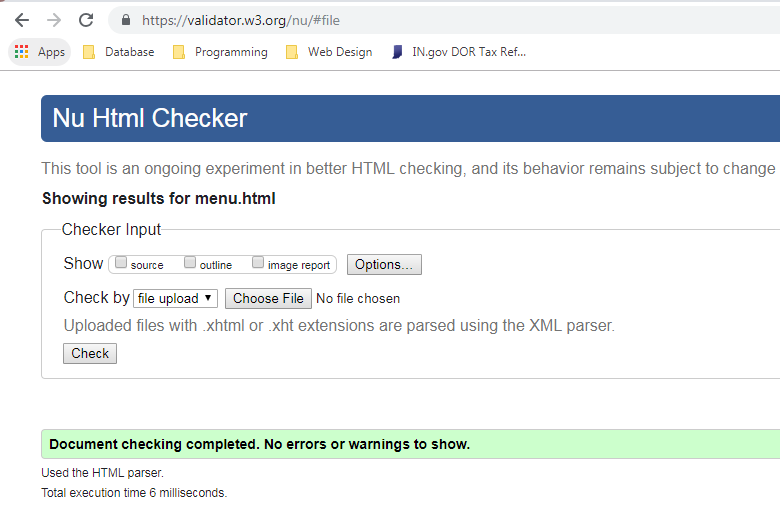 https://validator.w3.org/nu/#file
Apps Database Programming Web Design IN.gov DOR Tax Ref...
Nu Html Checker
This tool is an ongoing experiment in better HTML checking, and its behavior remains subject to change
Showing results for menu.html
Checker Input
Show source outline image report Options...
Check by file upload Choose File No file chosen
Uploaded files with .xhtml or .xht extensions are parsed using the XML parser.
Check
Document checking completed. No errors or warnings to show.
Used the HTML parser.
Total execution time 6 milliseconds.